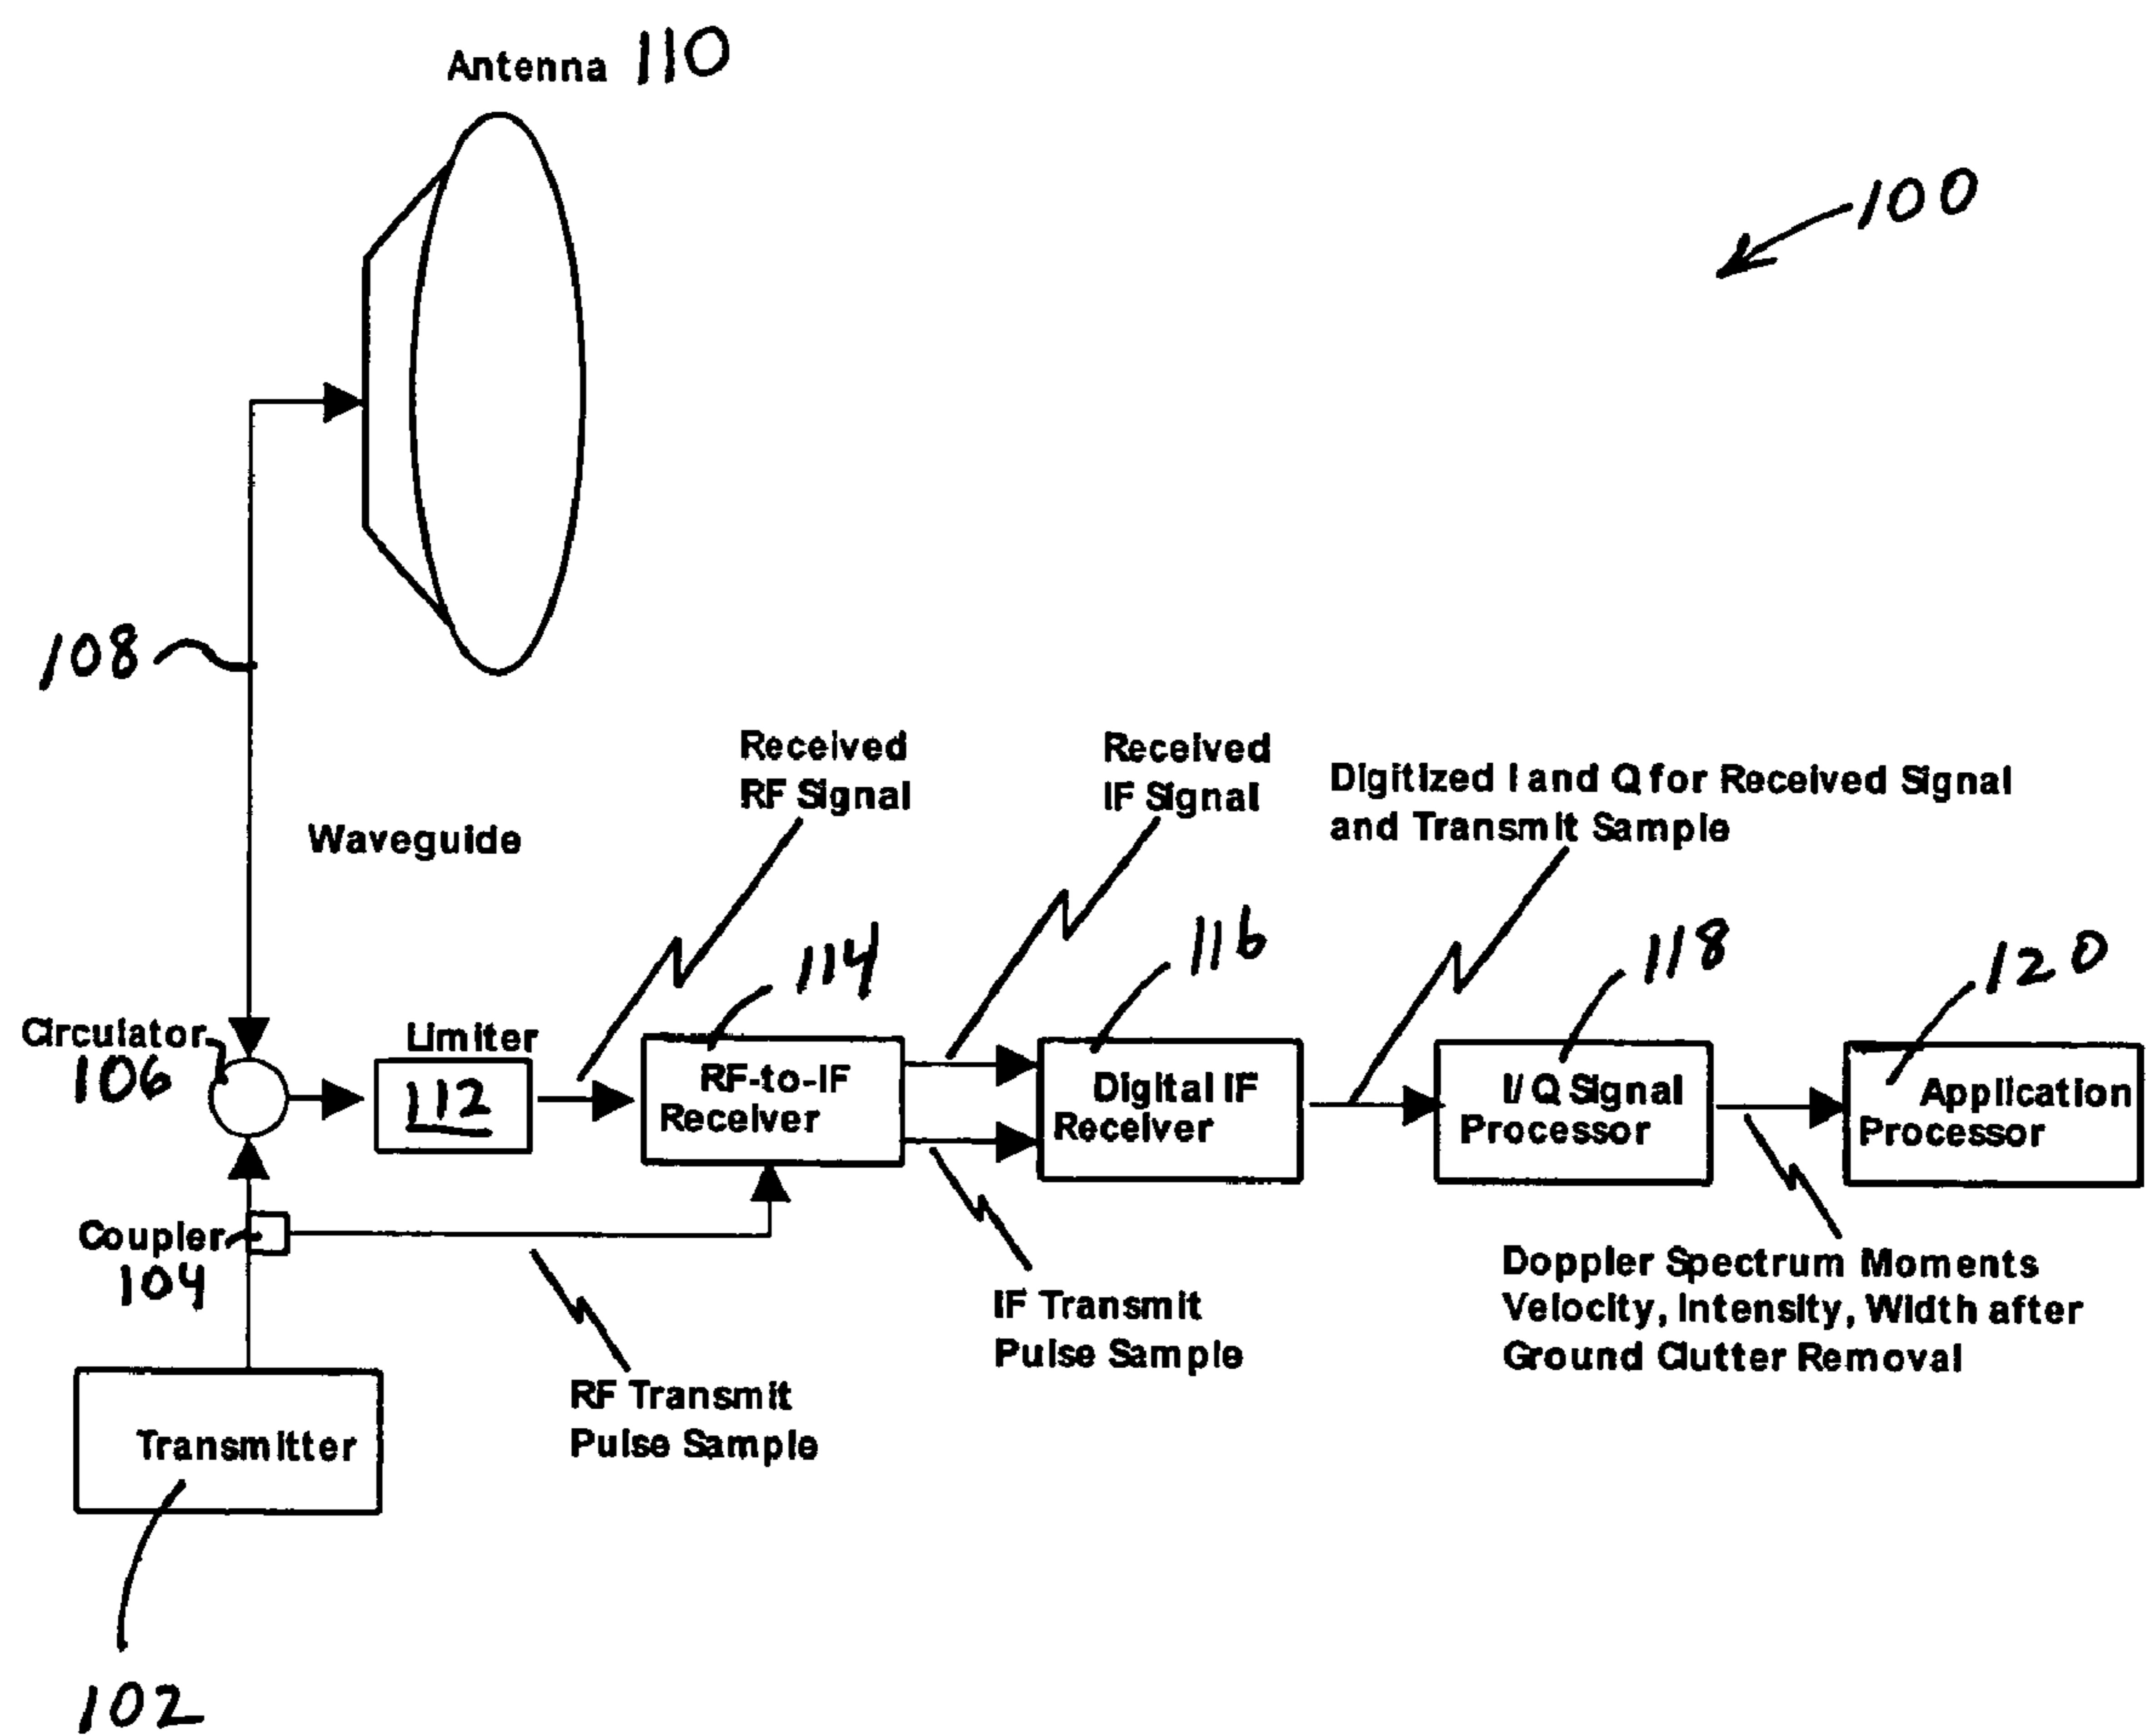 Antenna 110
100
108
Received
RF Signal
Received
IF Signal
Digitized I and Q for Received Signal
and Transmit Sample
Waveguide
114
116
118
120
Circulator
106
Limiter
112
RF-to-IF
Receiver
Digital IF
Receiver
I/Q Signal
Processor
Application
Processor
Coupler
104
IF Transmit
Pulse Sample
Doppler Spectrum Moments
Velocity, Intensity, Width after
Ground Clutter Removal
RF Transmit
Pulse Sample
Transmitter
102